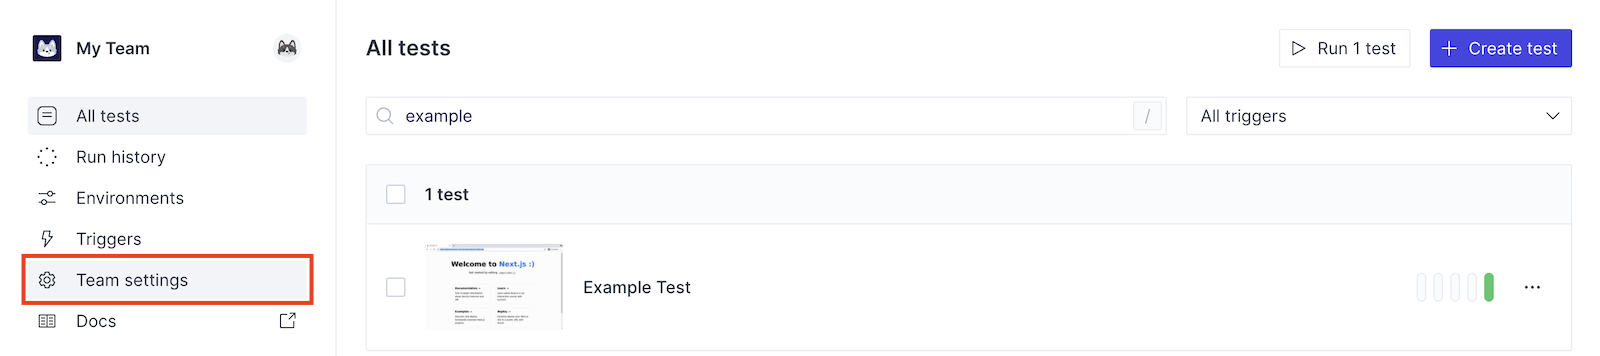 My Team
All tests
Run history
Environments
Triggers
Team settings
Docs
All tests
Run 1 test
Create test
example
/
All triggers
1 test
Welcome to Next.js :)
Example Test